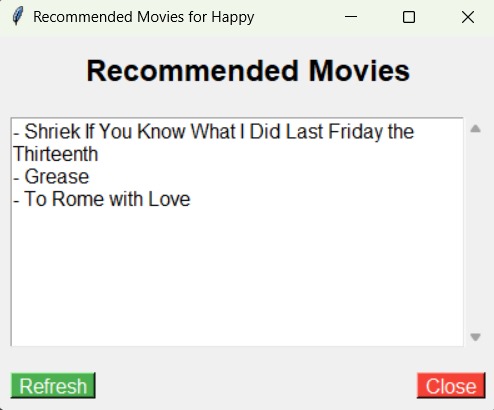 Recommended Movies for Happy
Recommended Movies
- Shriek If You Know What I Did Last Friday the
Thirteenth
- Grease
- To Rome with Love
Refresh
Close